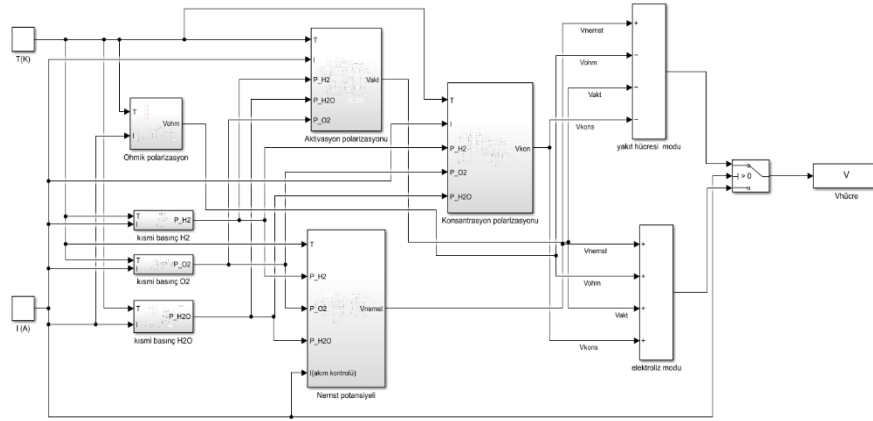 T(K)
I (A)
T
I
Vohm
Ohmik polarizasyon
T
I
P_H2
kısmi basınç H2
T
I
P_O2
kısmi basınç O2
T
I
P_H2O
kısmi basınç H2O
T
I
P_H2
P_H2O
P_O2
Vakt
Aktivasyon polarizasyonu
T
P_H2
P_O2
P_H2O
I(akım kontrolü)
Vnernst
Nernst potansiyeli
T
I
P_H2
P_O2
P_H2O
Vkon
Konsantrasyon polarizasyonu
Vnernst
Vohm
Vakt
Vkons
+
−
−
−
yakıt hücresi modu
Vnernst
Vohm
Vakt
Vkons
+
+
+
+
elektroliz modu
I > 0
V
Vhücre